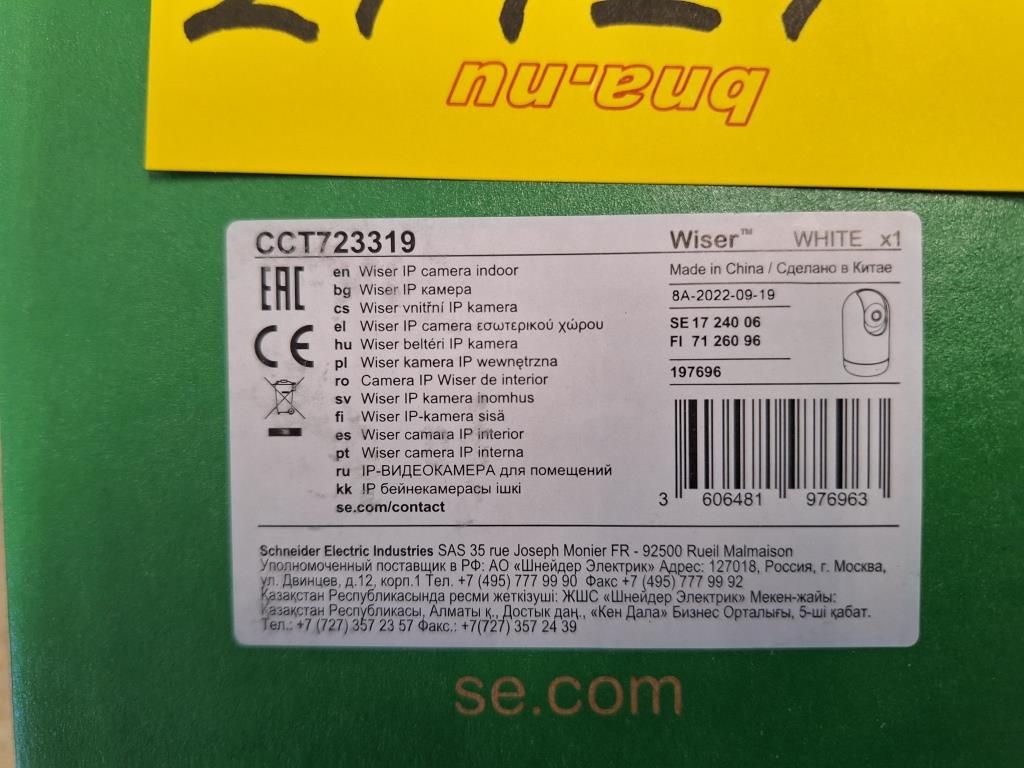 bna.nu
CCT723319
Wiser™ WHITE x1
EAC
CE
en Wiser IP camera indoor
bg Wiser IP камера
cs Wiser vnitřní IP kamera
el Wiser IP camera εσωτερικού χώρου
hu Wiser beltéri IP kamera
pl Wiser kamera IP wewnętrzna
ro Camera IP Wiser de interior
sv Wiser IP kamera inomhus
fi Wiser IP-kamera sisä
es Wiser camara IP interior
pt Wiser camera IP interna
ru IP-ВИДЕОКАМЕРА для помещений
kk IP бейнекамерасы ішкі
se.com/contact
Made in China / Сделано в Китае
8A-2022-09-19
SE 17 240 06
FI 71 260 96
197696
3 606481 976963
Schneider Electric Industries SAS 35 rue Joseph Monier FR - 92500 Rueil Malmaison
Уполномоченный поставщик в РФ: АО «Шнейдер Электрик» Адрес: 127018, Россия, г. Москва,
ул. Двинцев, д.12, корп.1 Тел. +7 (495) 777 99 90 Факс +7 (495) 777 99 92
Қазақстан Республикасында ресми жеткізуші: ЖШС «Шнейдер Электрик» Мекен-жайы:
Қазақстан Республикасы, Алматы қ., Достык даң., «Кен Дала» Бизнес Орталығы, 5-ші қабат.
Тел.: +7 (727) 357 23 57 Факс.: +7(727) 357 24 39
se.com